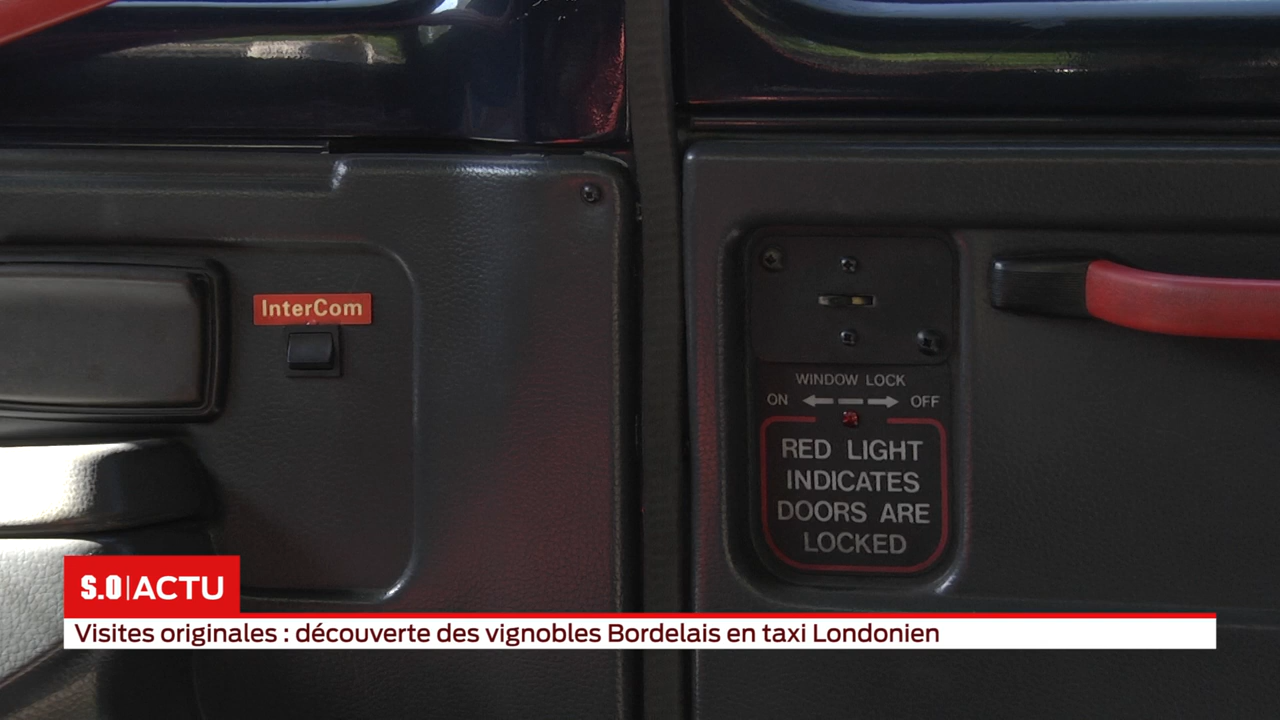 InterCom
WINDOW LOCK
ON OFF
RED LIGHT
INDICATES
DOORS ARE
LOCKED
S.O|ACTU
Visites originales : découverte des vignobles Bordelais en taxi Londonien